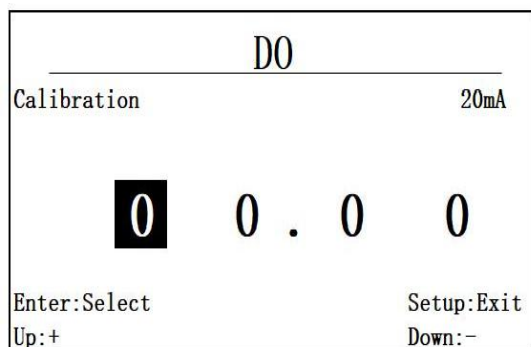 DO
Calibration 20mA
0 0 . 0 0
Enter:Select Setup:Exit
Up:+ Down:-